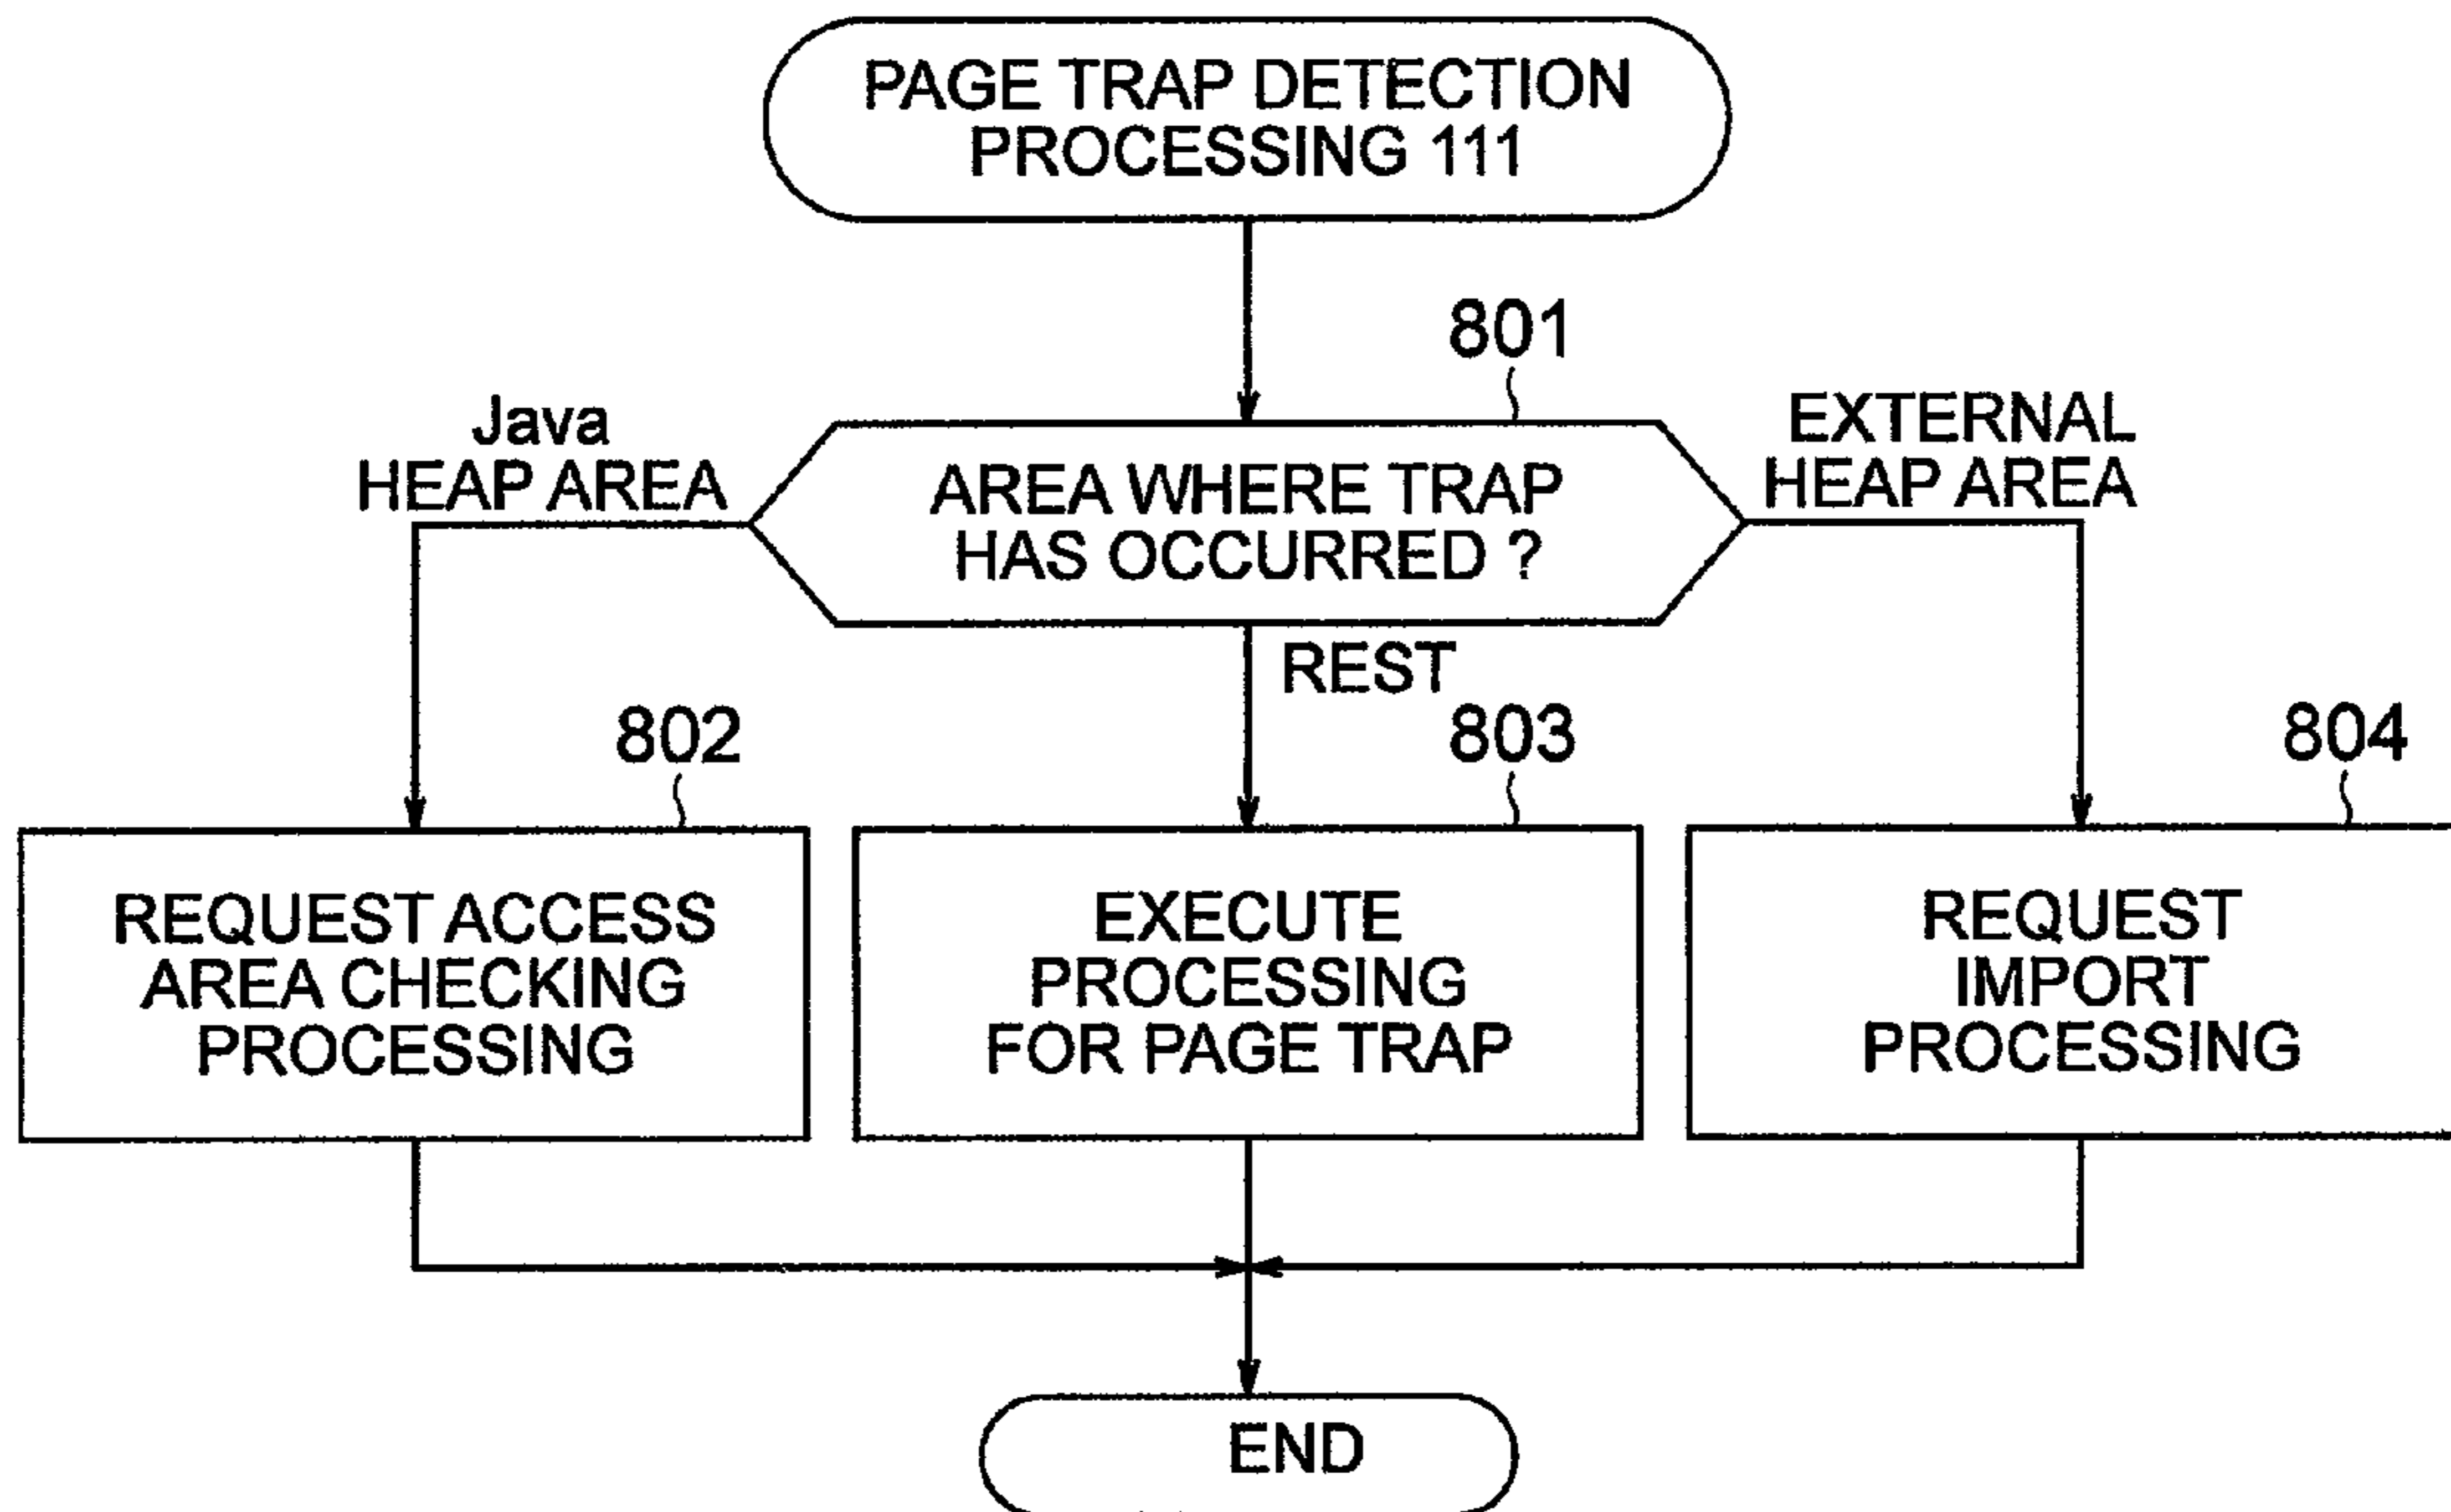 PAGE TRAP DETECTION
PROCESSING 111
801
Java
HEAP AREA
AREA WHERE TRAP
HAS OCCURRED ?
EXTERNAL
HEAP AREA
REST
802
803
804
REQUEST ACCESS
AREA CHECKING
PROCESSING
EXECUTE
PROCESSING
FOR PAGE TRAP
REQUEST
IMPORT
PROCESSING
END